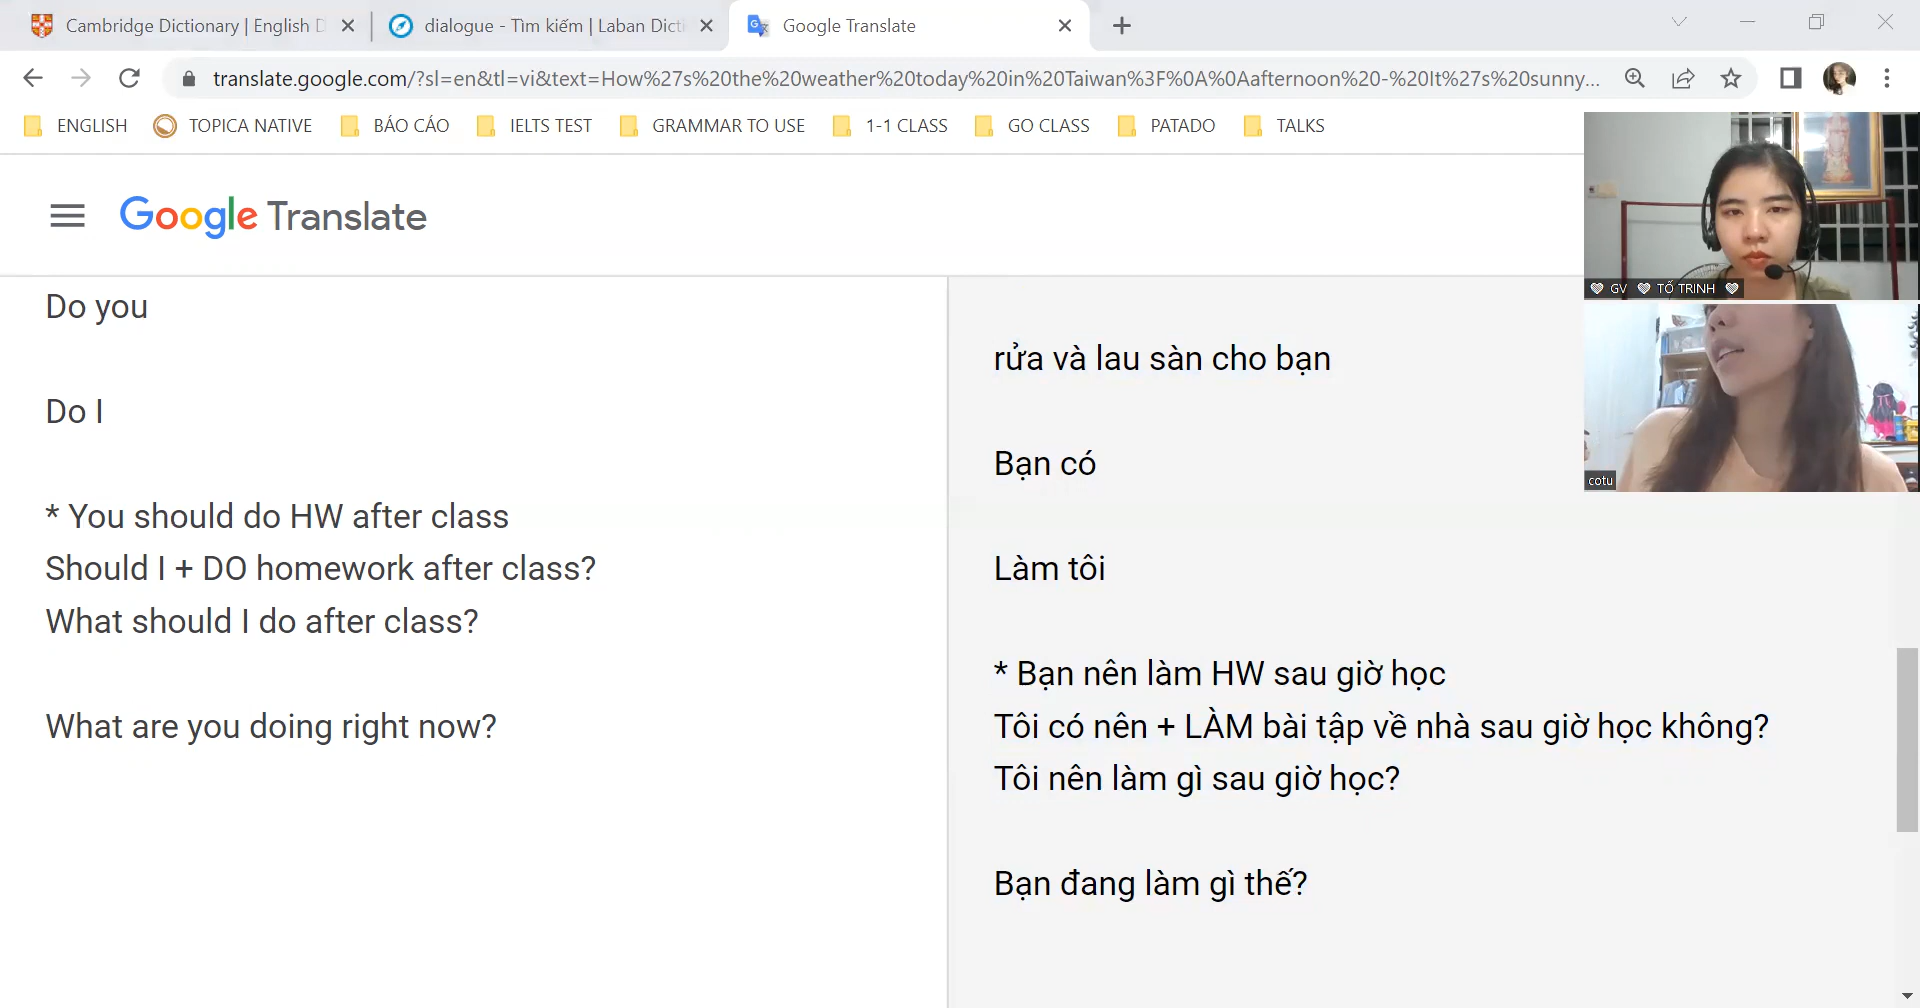 Cambridge Dictionary | English D
dialogue - Tìm kiếm | Laban Dicti
Google Translate
translate.google.com/?sl=en&tl=vi&text=How%27s%20the%20weather%20today%20in%20Taiwan%3F%0A%0Aafternoon%20-%20It%27s%20sunny...
ENGLISH
TOPICA NATIVE
BÁO CÁO
IELTS TEST
GRAMMAR TO USE
1-1 CLASS
GO CLASS
PATADO
TALKS
Google Translate
GV TỐ TRINH
cotu
Do you
Do I
* You should do HW after class
Should I + DO homework after class?
What should I do after class?
What are you doing right now?
rửa và lau sàn cho bạn
Bạn có
Làm tôi
* Bạn nên làm HW sau giờ học
Tôi có nên + LÀM bài tập về nhà sau giờ học không?
Tôi nên làm gì sau giờ học?
Bạn đang làm gì thế?